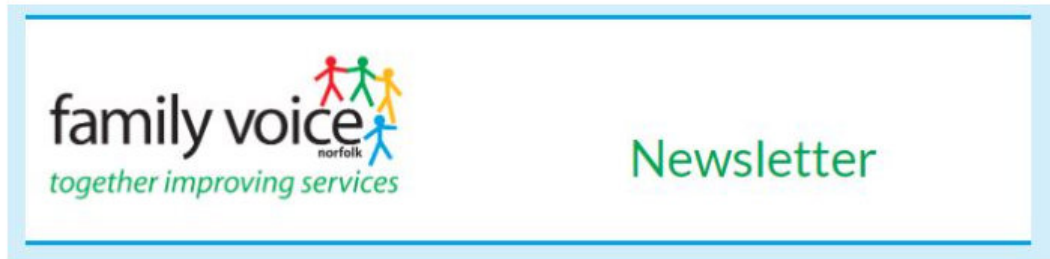 family voice
norfolk
together improving services
Newsletter